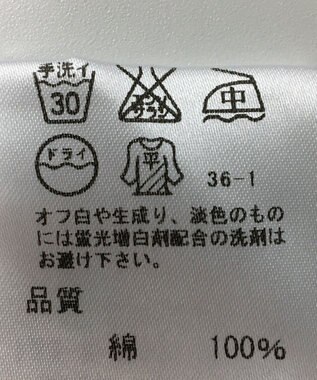 手洗イ
30
エンソ
サラシ
中
ドライ
平
36-1
オフ白や生成り、淡色のもの
には蛍光増白剤配合の洗剤は
お避け下さい。
品質
綿 100%